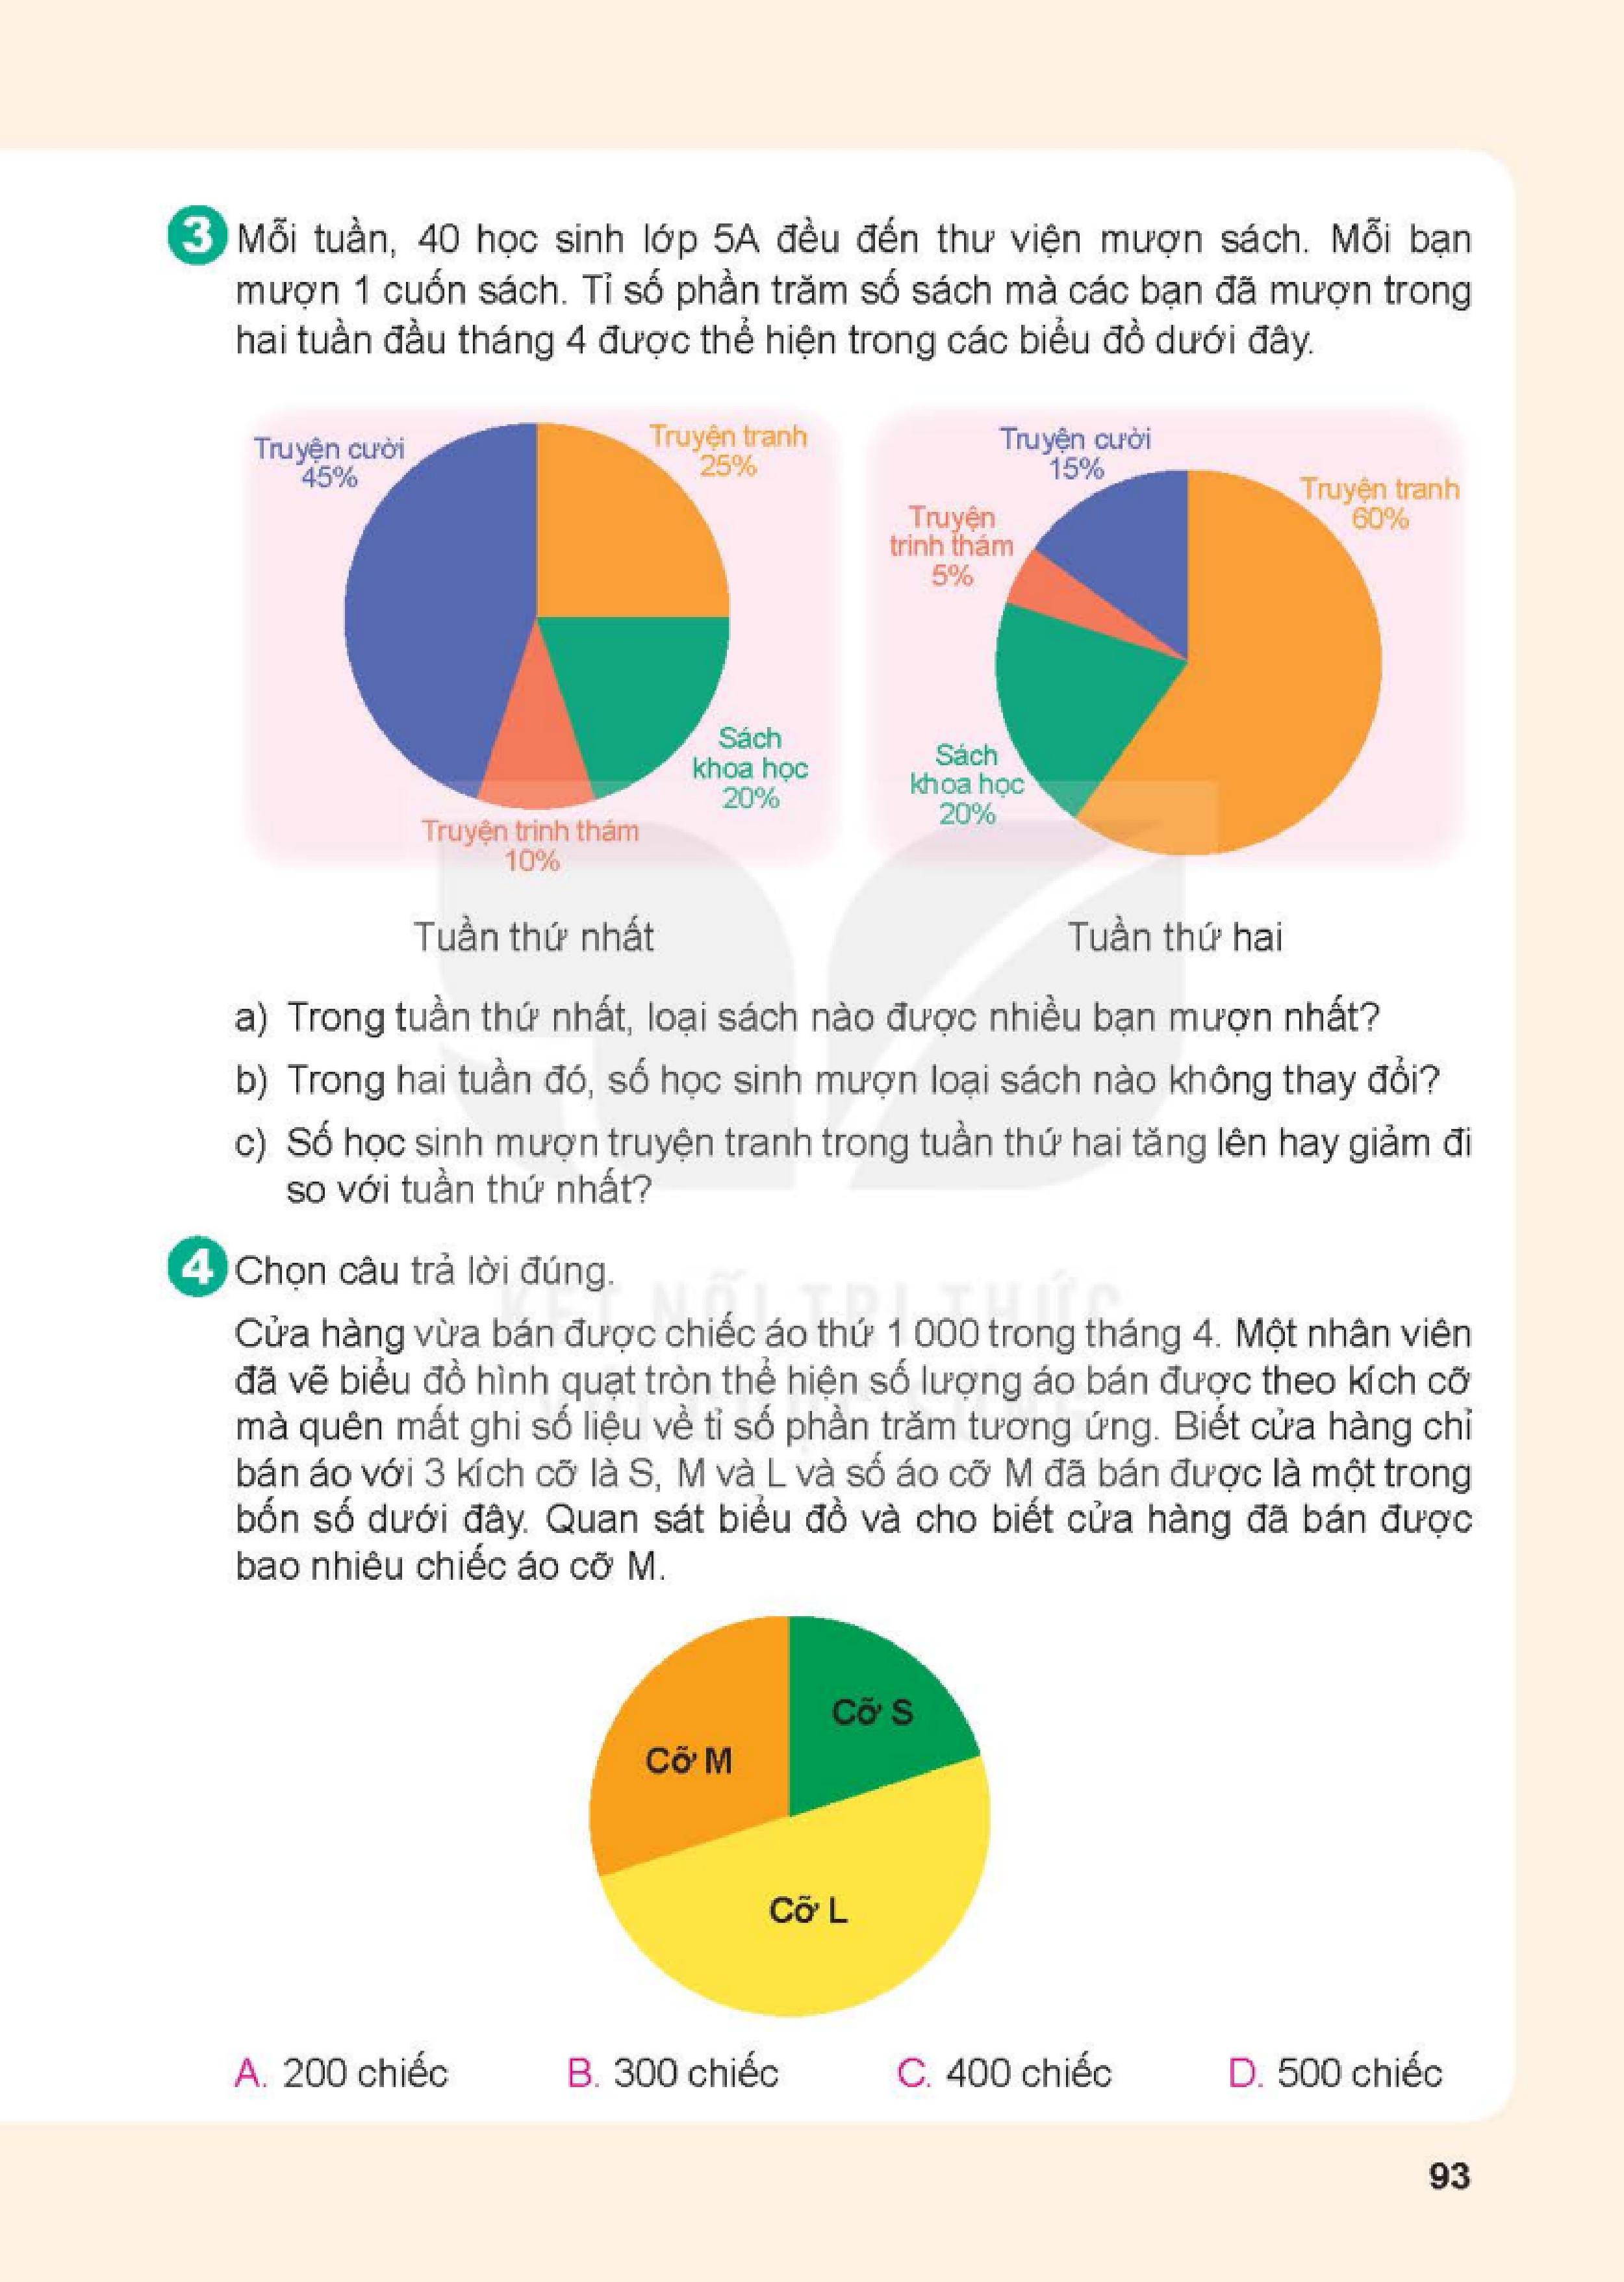 3 Mỗi tuần, 40 học sinh lớp 5A đều đến thư viện mượn sách. Mỗi bạn
mượn 1 cuốn sách. Tỉ số phần trăm số sách mà các bạn đã mượn trong
hai tuần đầu tháng 4 được thể hiện trong các biểu đồ dưới đây.
Truyện cười
45%
Truyện tranh
25%
Sách
khoa học
20%
Truyện trinh thám
10%
Tuần thứ nhất
Truyện cười
15%
Truyện tranh
60%
Truyện
trinh thám
5%
Sách
khoa học
20%
Tuần thứ hai
a) Trong tuần thứ nhất, loại sách nào được nhiều bạn mượn nhất?
b) Trong hai tuần đó, số học sinh mượn loại sách nào không thay đổi?
c) Số học sinh mượn truyện tranh trong tuần thứ hai tăng lên hay giảm đi
so với tuần thứ nhất?
4 Chọn câu trả lời đúng.
KẾT NỐI TRI THỨC
Cửa hàng vừa bán được chiếc áo thứ 1 000 trong tháng 4. Một nhân viên
đã vẽ biểu đồ hình quạt tròn thể hiện số lượng áo bán được theo kích cỡ
mà quên mất ghi số liệu về tỉ số phần trăm tương ứng. Biết cửa hàng chỉ
bán áo với 3 kích cỡ là S, M và L và số áo cỡ M đã bán được là một trong
bốn số dưới đây. Quan sát biểu đồ và cho biết cửa hàng đã bán được
bao nhiêu chiếc áo cỡ M.
Cỡ S
Cỡ M
Cỡ L
A. 200 chiếc B. 300 chiếc C. 400 chiếc D. 500 chiếc
93